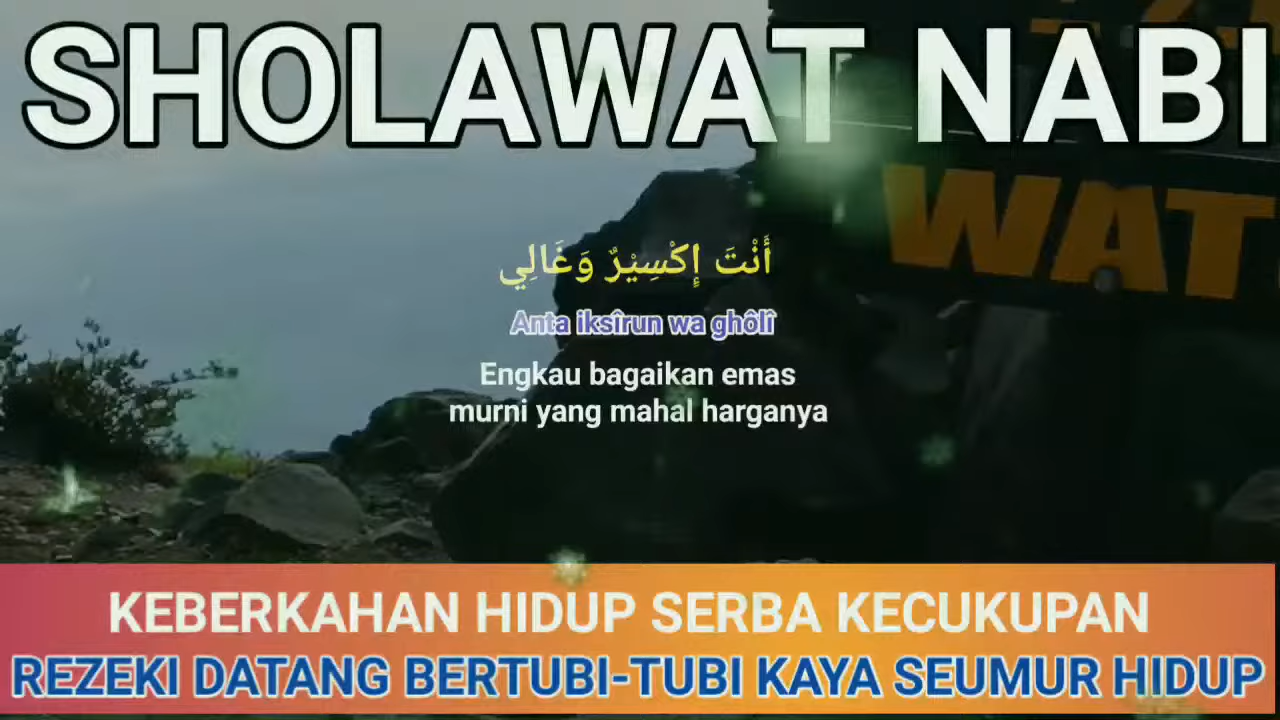 SHOLAWAT NABI
WAT
أَنْتَ إِكْسِيْرٌ وَغَالِي
Anta iksîrun wa ghôlî
Engkau bagaikan emas
murni yang mahal harganya
KEBERKAHAN HIDUP SERBA KECUKUPAN
REZEKI DATANG BERTUBI-TUBI KAYA SEUMUR HIDUP